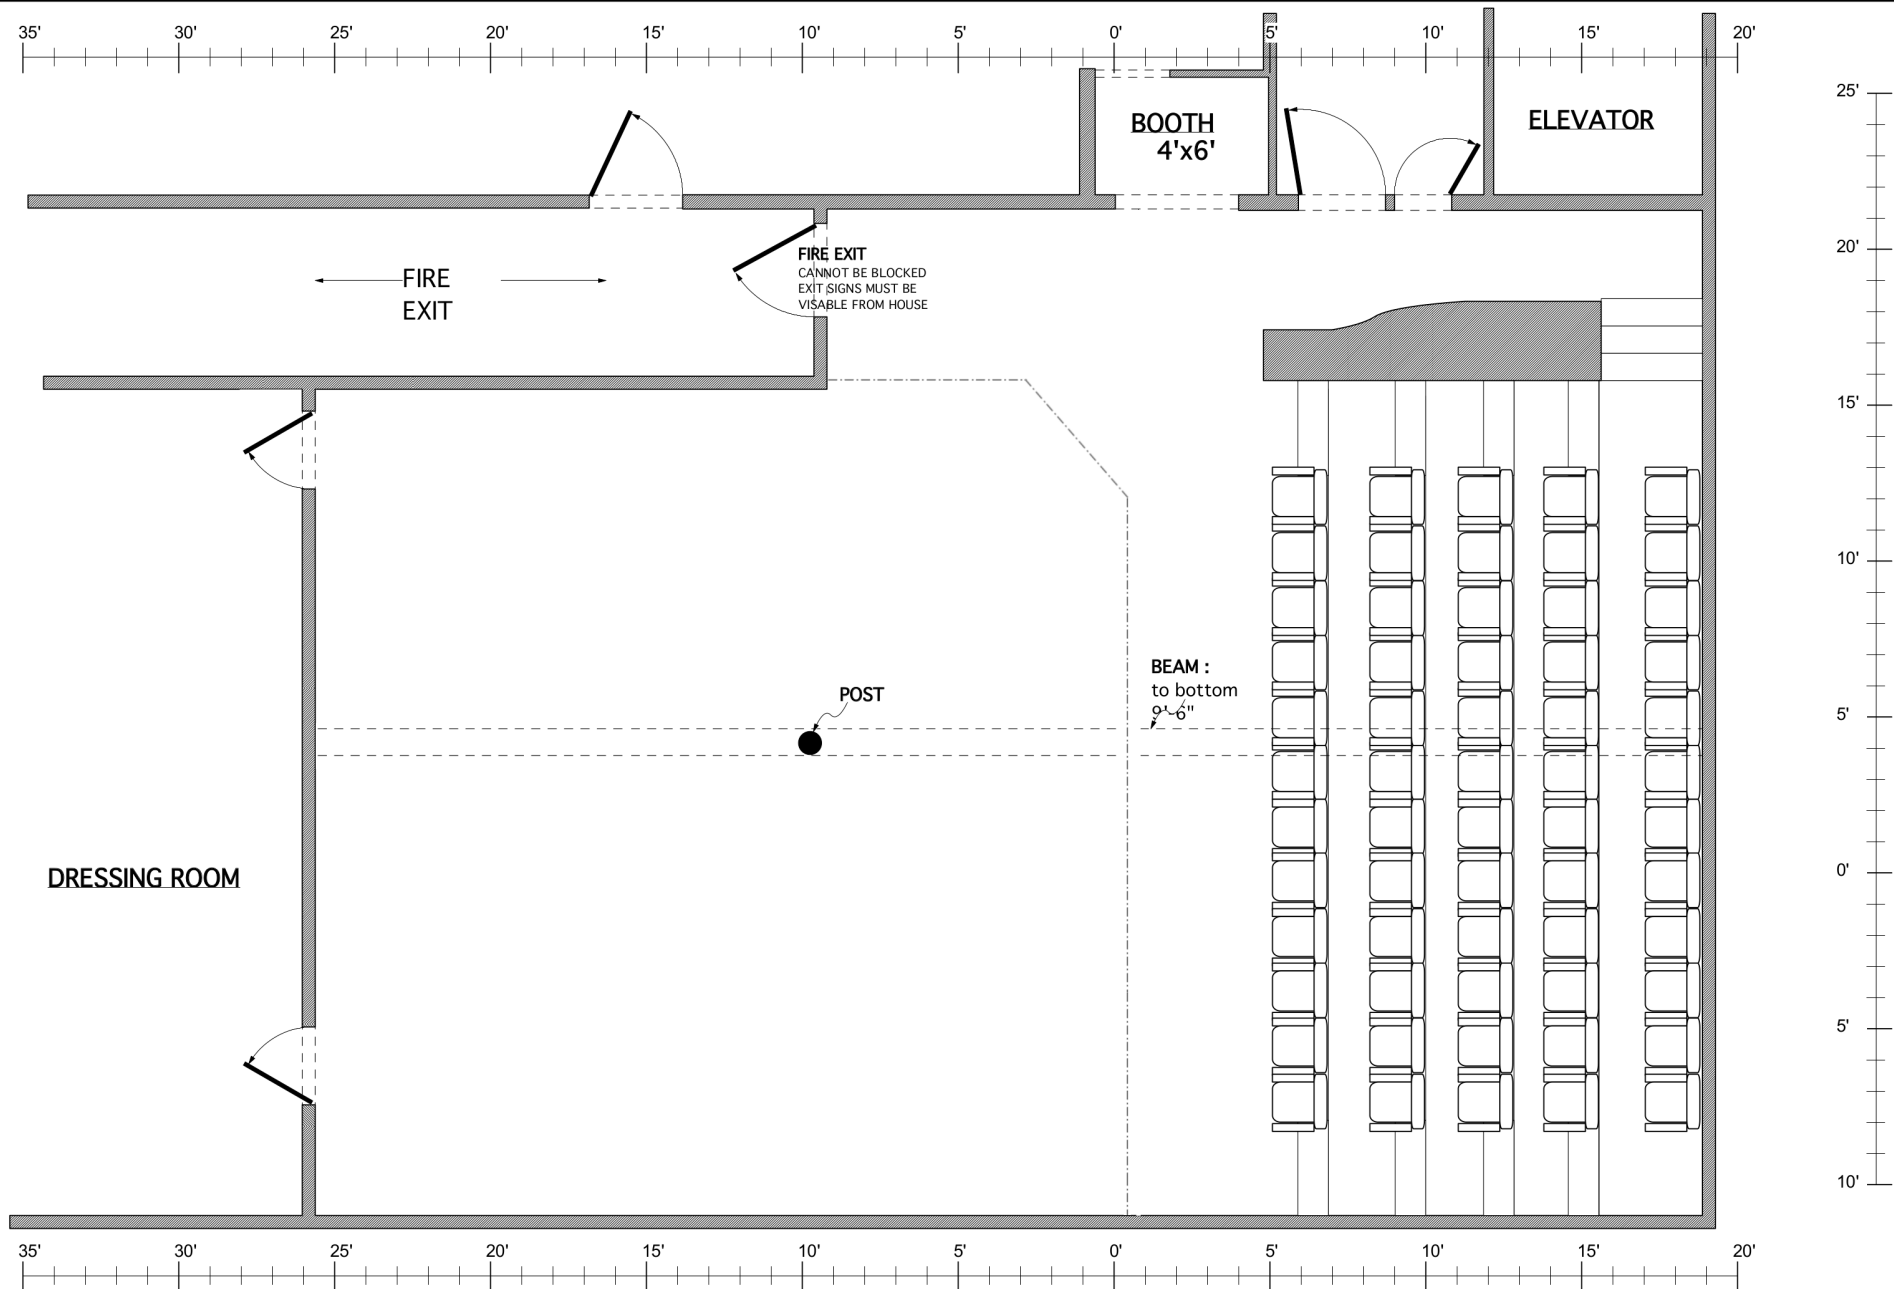 35' 30' 25' 20' 15' 10' 5' 0' 5' 10' 15' 20'
25'
BOOTH
4'x6'
ELEVATOR
20'
FIRE EXIT
CANNOT BE BLOCKED
EXIT SIGNS MUST BE
VISABLE FROM HOUSE
FIRE
EXIT
15'
10'
BEAM :
to bottom
9'-6"
POST
5'
DRESSING ROOM
0'
5'
10'
35' 30' 25' 20' 15' 10' 5' 0' 5' 10' 15' 20'